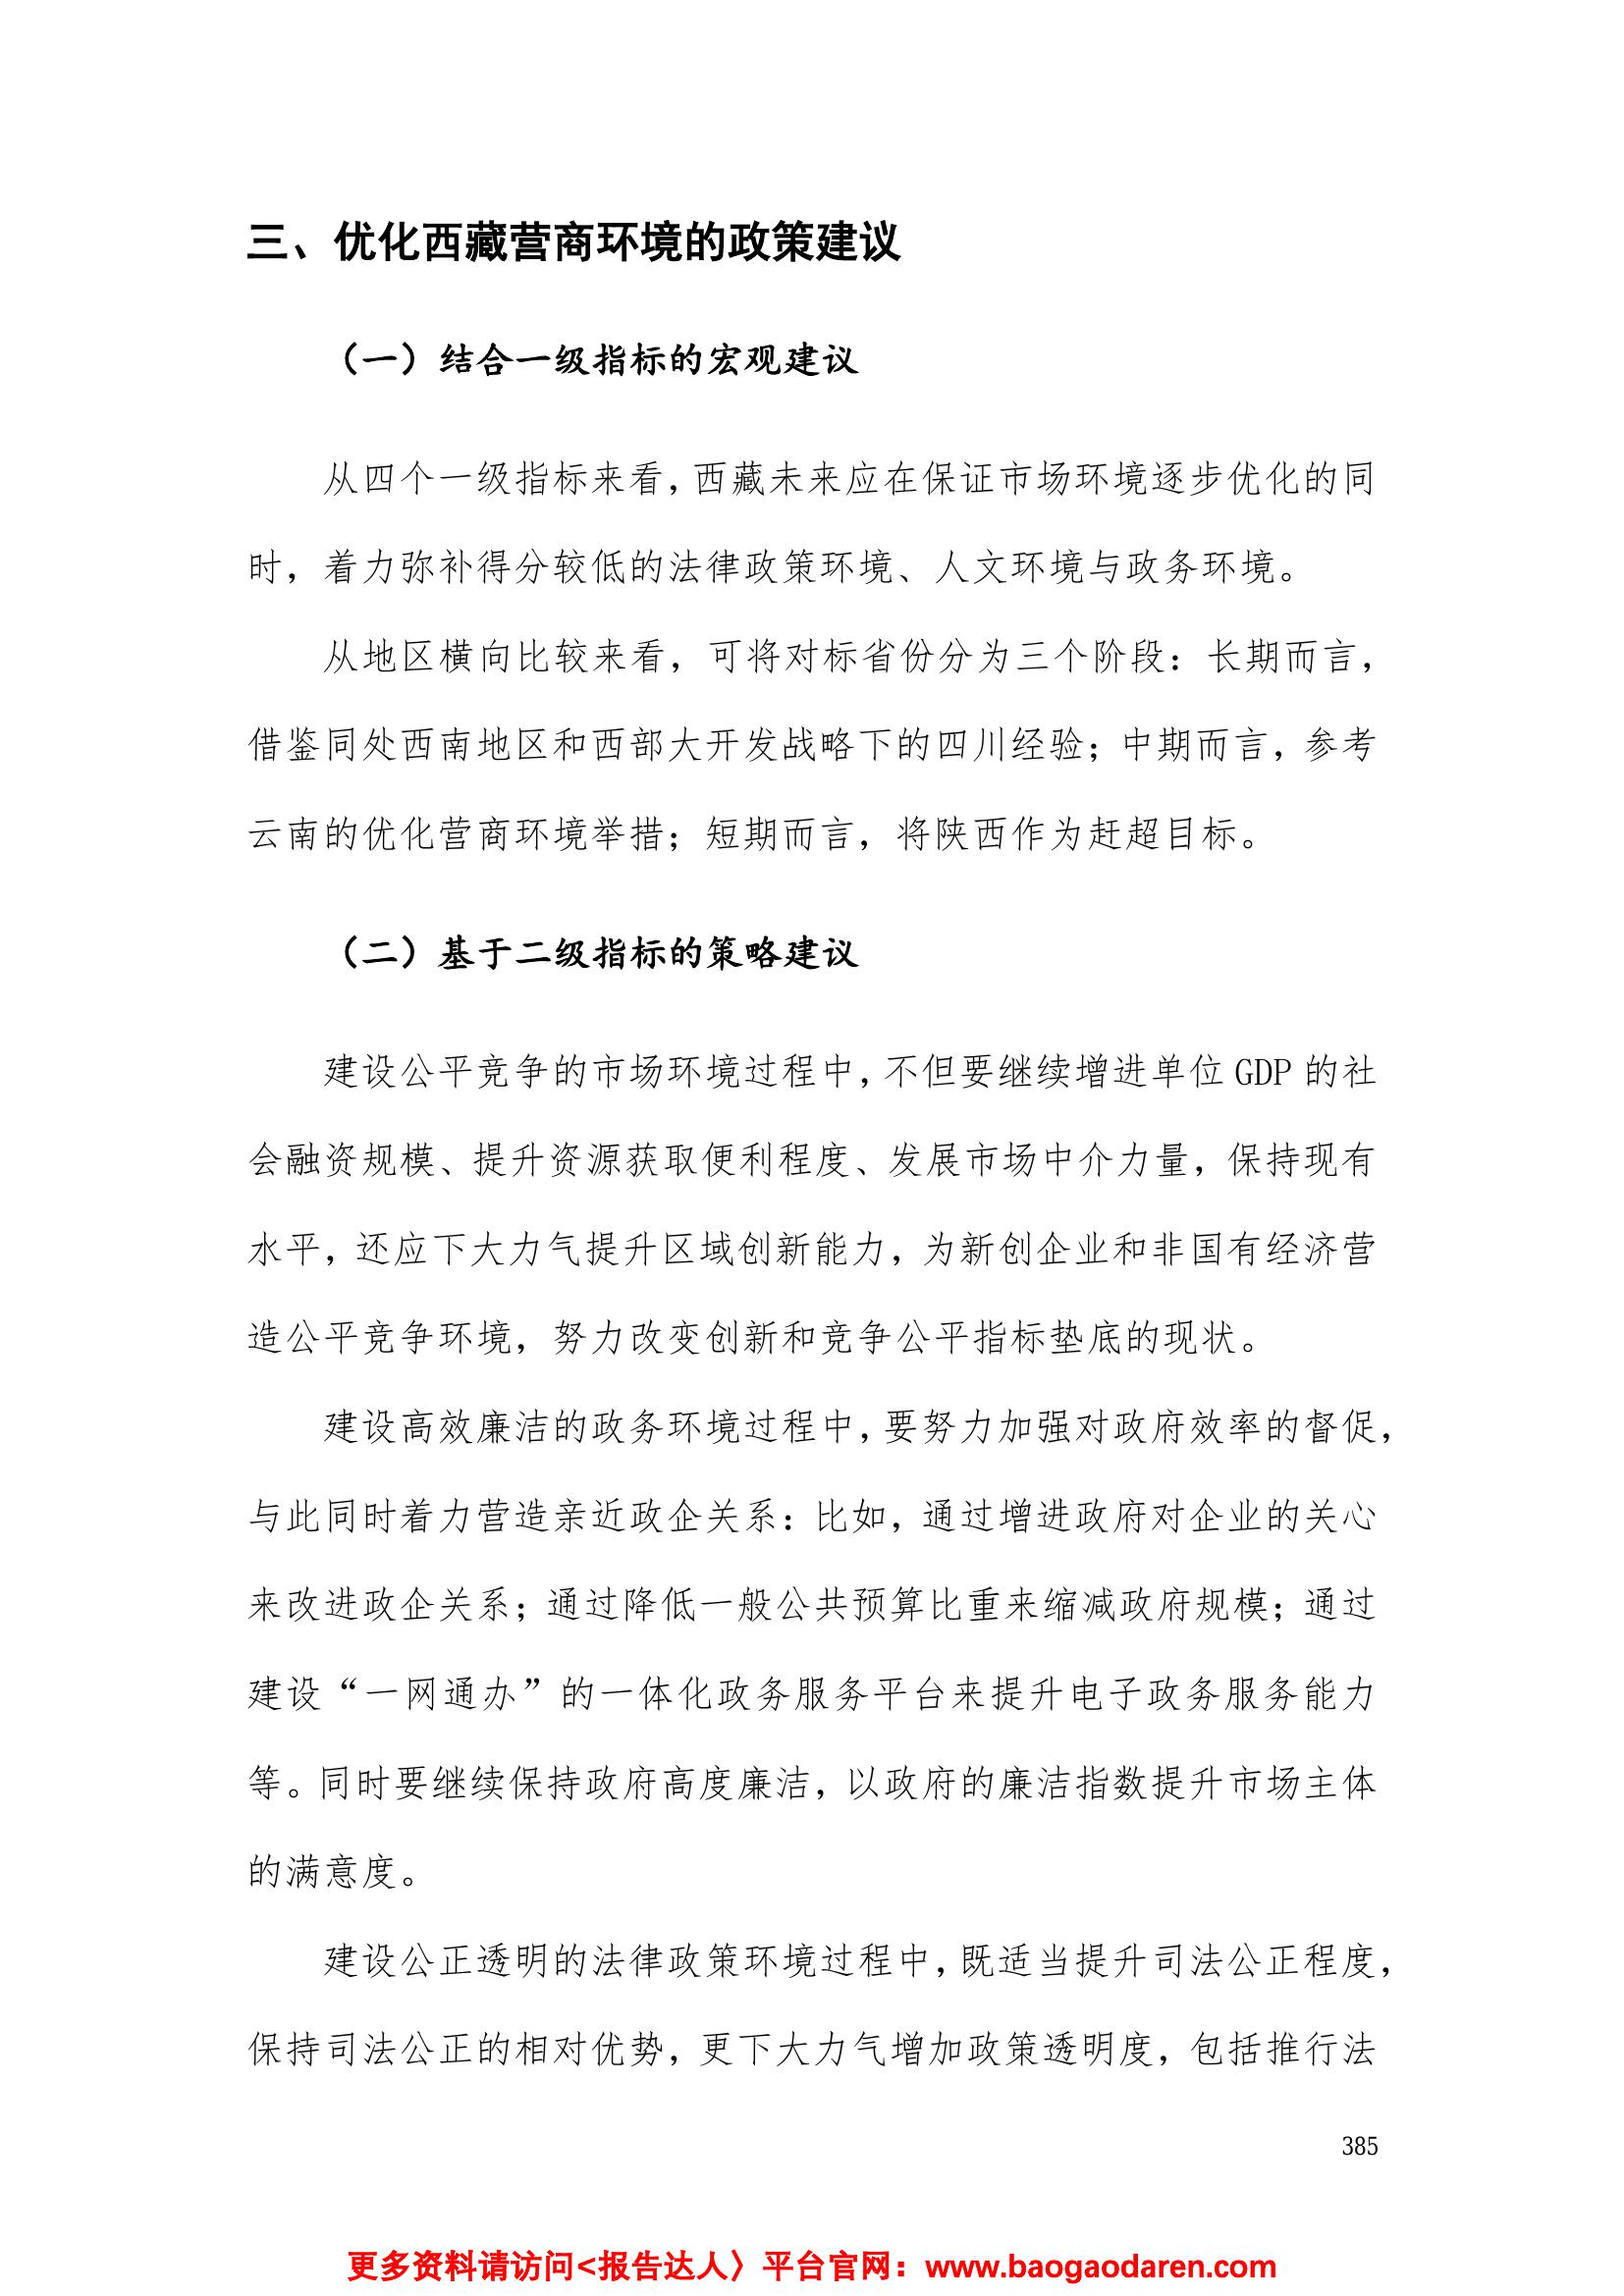 三、优化西藏营商环境的政策建议
（一）结合一级指标的宏观建议
从四个一级指标来看，西藏未来应在保证市场环境逐步优化的同
时，着力弥补得分较低的法律政策环境、人文环境与政务环境。
从地区横向比较来看，可将对标省份分为三个阶段：长期而言，
借鉴同处西南地区和西部大开发战略下的四川经验；中期而言，参考
云南的优化营商环境举措；短期而言，将陕西作为赶超目标。
（二）基于二级指标的策略建议
建设公平竞争的市场环境过程中，不但要继续增进单位 GDP 的社
会融资规模、提升资源获取便利程度、发展市场中介力量，保持现有
水平，还应下大力气提升区域创新能力，为新创企业和非国有经济营
造公平竞争环境，努力改变创新和竞争公平指标垫底的现状。
建设高效廉洁的政务环境过程中，要努力加强对政府效率的督促，
与此同时着力营造亲近政企关系：比如，通过增进政府对企业的关心
来改进政企关系；通过降低一般公共预算比重来缩减政府规模；通过
建设“一网通办”的一体化政务服务平台来提升电子政务服务能力
等。同时要继续保持政府高度廉洁，以政府的廉洁指数提升市场主体
的满意度。
建设公正透明的法律政策环境过程中，既适当提升司法公正程度，
保持司法公正的相对优势，更下大力气增加政策透明度，包括推行法
385
更多资料请访问<报告达人〉平台官网：www.baogaodaren.com